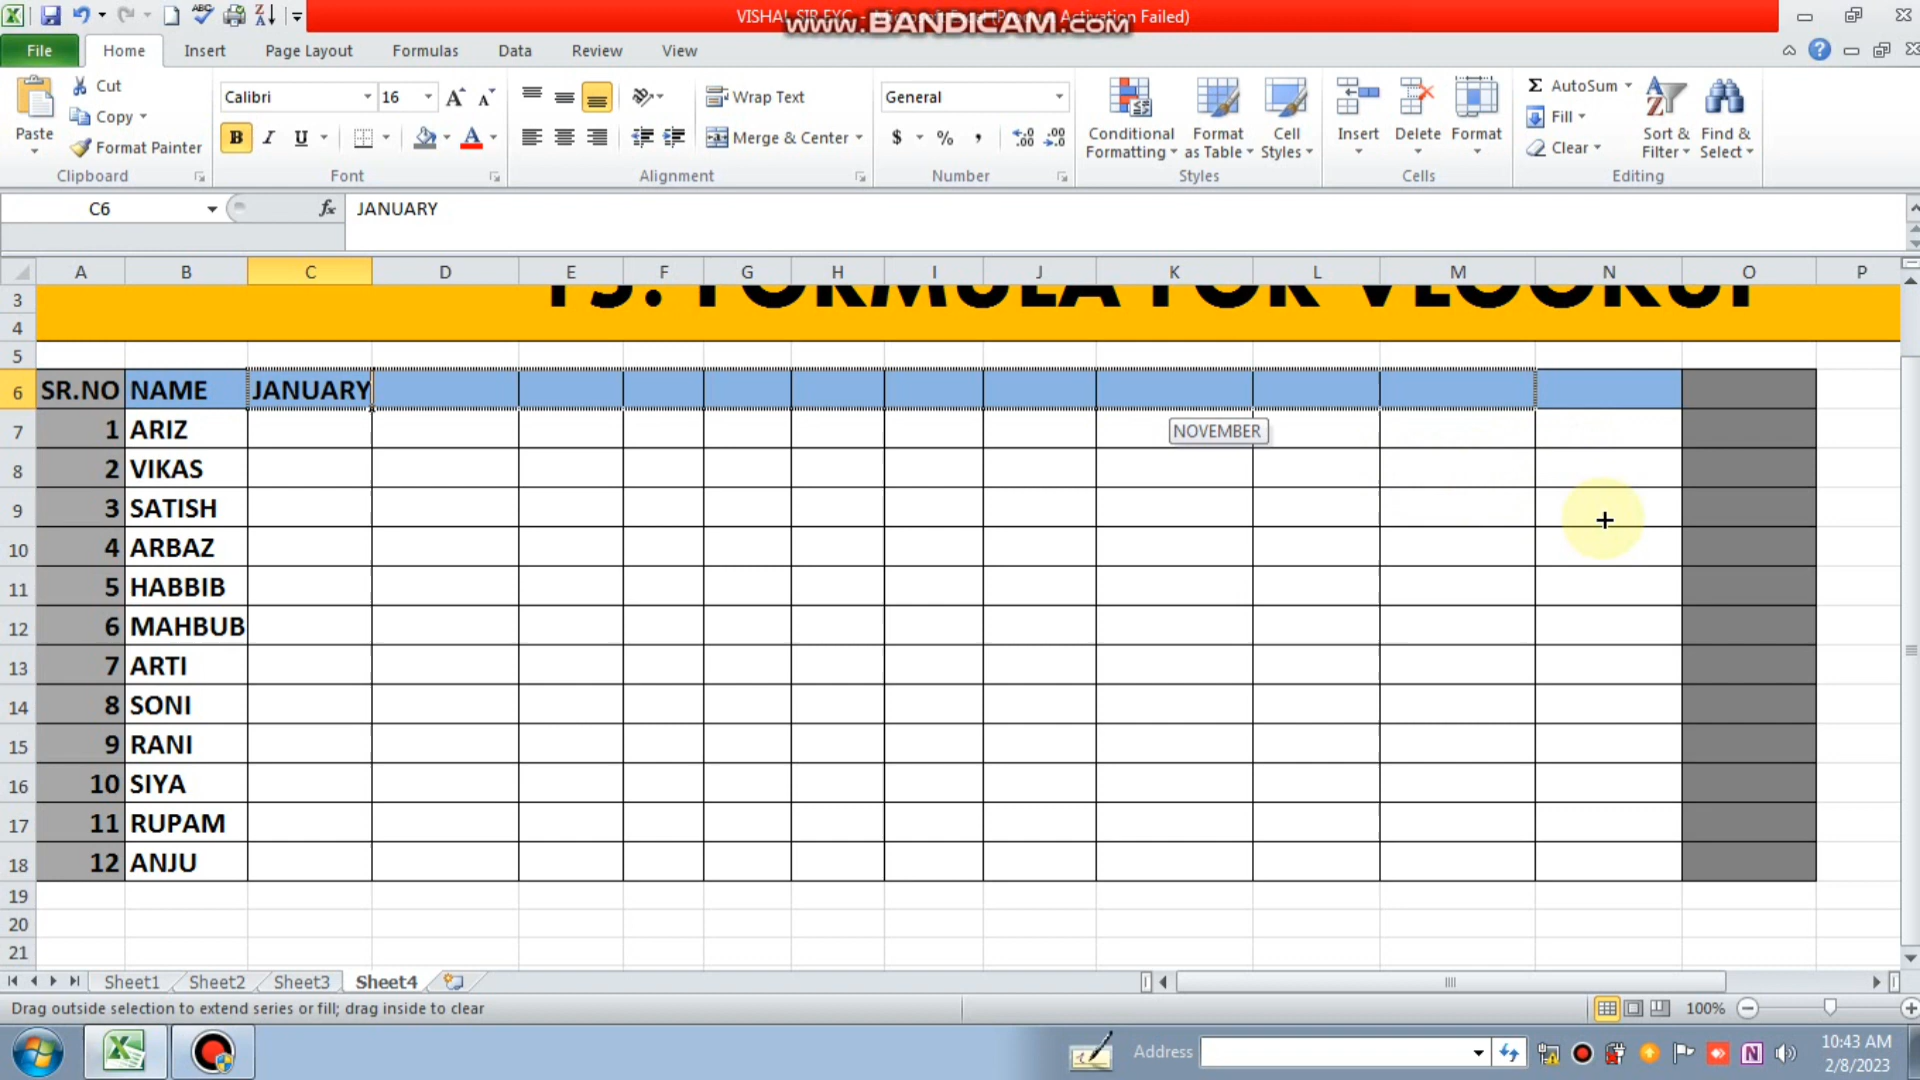 VISHAL SIR EXC - Microsoft Excel (Product Activation Failed)
www.BANDICAM.com
File Home Insert Page Layout Formulas Data Review View
Paste
Cut
Copy
Format Painter
Clipboard
Calibri 16
B I U
Font
Wrap Text
Merge & Center
Alignment
General
$ % ,
Number
Conditional Formatting
Format as Table
Cell Styles
Styles
Insert Delete Format
Cells
AutoSum
Fill
Clear
Sort & Filter
Find & Select
Editing
C6 fx JANUARY
A B C D E F G H I J K L M N O P
3
4
5
6 SR.NO NAME JANUARY
NOVEMBER
7 1 ARIZ
8 2 VIKAS
9 3 SATISH
10 4 ARBAZ
11 5 HABBIB
12 6 MAHBUB
13 7 ARTI
14 8 SONI
15 9 RANI
16 10 SIYA
17 11 RUPAM
18 12 ANJU
19
20
21
Sheet1 Sheet2 Sheet3 Sheet4
Drag outside selection to extend series or fill; drag inside to clear
100%
Address
10:43 AM
2/8/2023